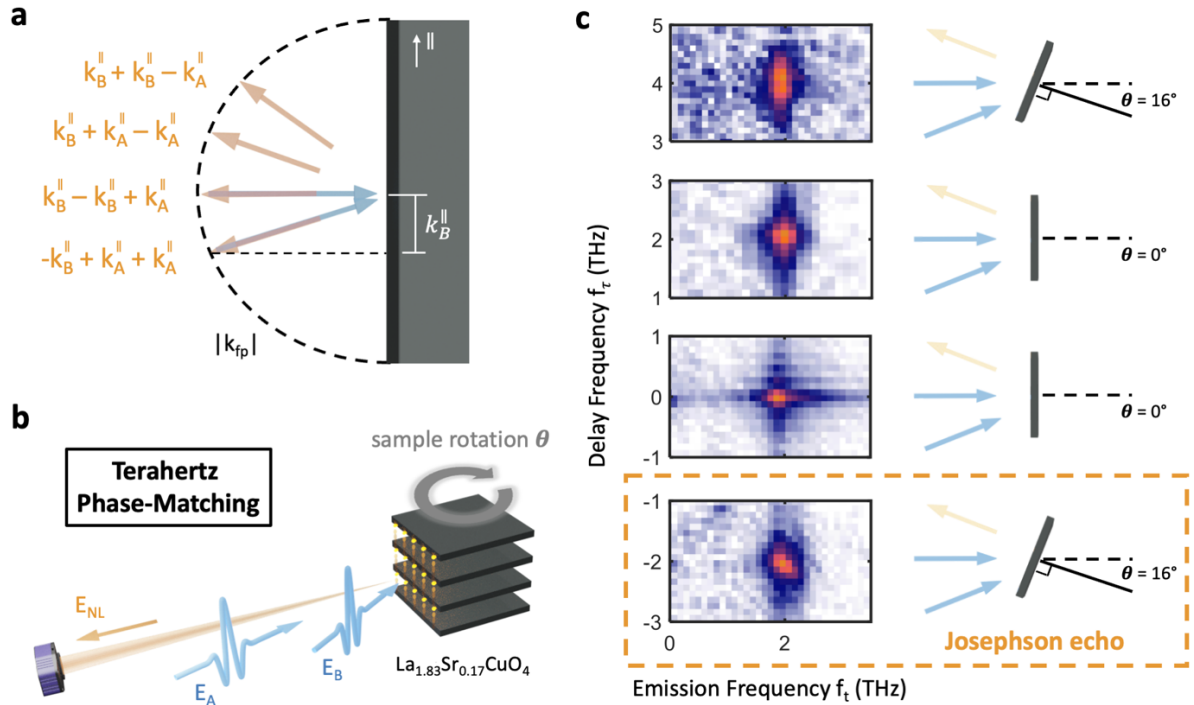 a
k_B^∥ + k_B^∥ − k_A^∥
k_B^∥ + k_A^∥ − k_A^∥
k_B^∥ − k_B^∥ + k_A^∥
-k_B^∥ + k_A^∥ + k_A^∥
∥
k_B^∥
|k_fp|
b
Terahertz
Phase-Matching
sample rotation θ
E_NL
E_A
E_B
La₁.₈₃Sr₀.₁₇CuO₄
c
Delay Frequency f_τ (THz)
5
4
3
θ = 16°
3
2
1
θ = 0°
1
0
-1
θ = 0°
-1
-2
-3
θ = 16°
0
2
Josephson echo
Emission Frequency f_t (THz)